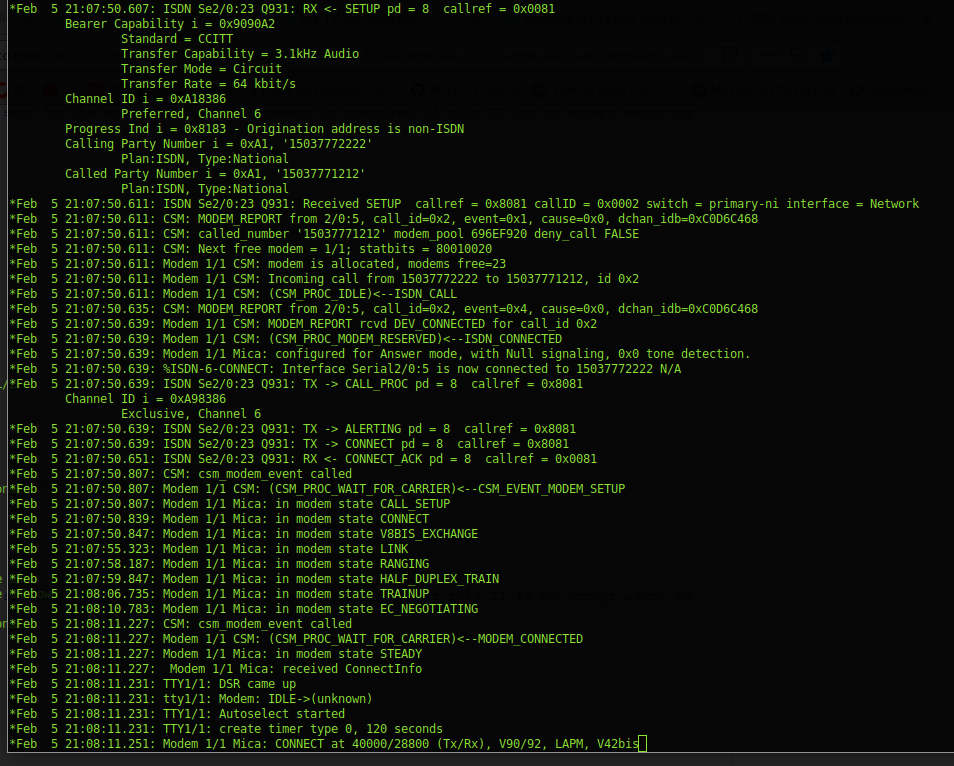 *Feb  5 21:07:50.607: ISDN Se2/0:23 Q931: RX <- SETUP pd = 8  callref = 0x0081
        Bearer Capability i = 0x9090A2
                Standard = CCITT
                Transfer Capability = 3.1kHz Audio
                Transfer Mode = Circuit
                Transfer Rate = 64 kbit/s
        Channel ID i = 0xA18386
                Preferred, Channel 6
        Progress Ind i = 0x8183 - Origination address is non-ISDN
        Calling Party Number i = 0xA1, '15037772222'
                Plan:ISDN, Type:National
        Called Party Number i = 0xA1, '15037771212'
                Plan:ISDN, Type:National
*Feb  5 21:07:50.611: ISDN Se2/0:23 Q931: Received SETUP  callref = 0x8081 callID = 0x0002 switch = primary-ni interface = Network
*Feb  5 21:07:50.611: CSM: MODEM_REPORT from 2/0:5, call_id=0x2, event=0x1, cause=0x0, dchan_idb=0xC0D6C468
*Feb  5 21:07:50.611: CSM: called_number '15037771212' modem_pool 696EF920 deny_call FALSE
*Feb  5 21:07:50.611: CSM: Next free modem = 1/1; statbits = 80010020
*Feb  5 21:07:50.611: Modem 1/1 CSM: modem is allocated, modems free=23
*Feb  5 21:07:50.611: Modem 1/1 CSM: Incoming call from 15037772222 to 15037771212, id 0x2
*Feb  5 21:07:50.611: Modem 1/1 CSM: (CSM_PROC_IDLE)<--ISDN_CALL
*Feb  5 21:07:50.635: CSM: MODEM_REPORT from 2/0:5, call_id=0x2, event=0x4, cause=0x0, dchan_idb=0xC0D6C468
*Feb  5 21:07:50.639: Modem 1/1 CSM: MODEM_REPORT rcvd DEV_CONNECTED for call_id 0x2
*Feb  5 21:07:50.639: Modem 1/1 CSM: (CSM_PROC_MODEM_RESERVED)<--ISDN_CONNECTED
*Feb  5 21:07:50.639: Modem 1/1 Mica: configured for Answer mode, with Null signaling, 0x0 tone detection.
*Feb  5 21:07:50.639: %ISDN-6-CONNECT: Interface Serial2/0:5 is now connected to 15037772222 N/A
*Feb  5 21:07:50.639: ISDN Se2/0:23 Q931: TX -> CALL_PROC pd = 8  callref = 0x8081
        Channel ID i = 0xA98386
                Exclusive, Channel 6
*Feb  5 21:07:50.639: ISDN Se2/0:23 Q931: TX -> ALERTING pd = 8  callref = 0x8081
*Feb  5 21:07:50.639: ISDN Se2/0:23 Q931: TX -> CONNECT pd = 8  callref = 0x8081
*Feb  5 21:07:50.651: ISDN Se2/0:23 Q931: RX <- CONNECT_ACK pd = 8  callref = 0x0081
*Feb  5 21:07:50.807: CSM: csm_modem_event called
*Feb  5 21:07:50.807: Modem 1/1 CSM: (CSM_PROC_WAIT_FOR_CARRIER)<--CSM_EVENT_MODEM_SETUP
*Feb  5 21:07:50.807: Modem 1/1 Mica: in modem state CALL_SETUP
*Feb  5 21:07:50.839: Modem 1/1 Mica: in modem state CONNECT
*Feb  5 21:07:50.847: Modem 1/1 Mica: in modem state V8BIS_EXCHANGE
*Feb  5 21:07:55.323: Modem 1/1 Mica: in modem state LINK
*Feb  5 21:07:58.187: Modem 1/1 Mica: in modem state RANGING
*Feb  5 21:07:59.847: Modem 1/1 Mica: in modem state HALF_DUPLEX_TRAIN
*Feb  5 21:08:06.735: Modem 1/1 Mica: in modem state TRAINUP
*Feb  5 21:08:10.783: Modem 1/1 Mica: in modem state EC_NEGOTIATING
*Feb  5 21:08:11.227: CSM: csm_modem_event called
*Feb  5 21:08:11.227: Modem 1/1 CSM: (CSM_PROC_WAIT_FOR_CARRIER)<--MODEM_CONNECTED
*Feb  5 21:08:11.227: Modem 1/1 Mica: in modem state STEADY
*Feb  5 21:08:11.227:  Modem 1/1 Mica: received ConnectInfo
*Feb  5 21:08:11.231: TTY1/1: DSR came up
*Feb  5 21:08:11.231: tty1/1: Modem: IDLE->(unknown)
*Feb  5 21:08:11.231: TTY1/1: Autoselect started
*Feb  5 21:08:11.231: TTY1/1: create timer type 0, 120 seconds
*Feb  5 21:08:11.251: Modem 1/1 Mica: CONNECT at 40000/28800 (Tx/Rx), V90/92, LAPM, V42bis